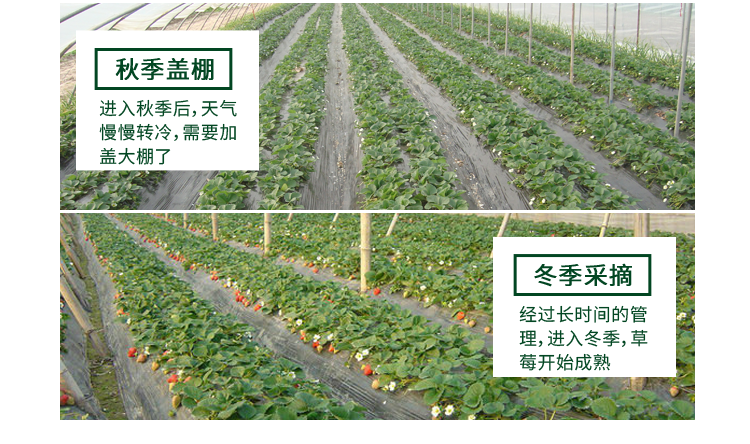 秋季盖棚
进入秋季后，天气
慢慢转冷，需要加
盖大棚了
冬季采摘
经过长时间的管
理，进入冬季，草
莓开始成熟